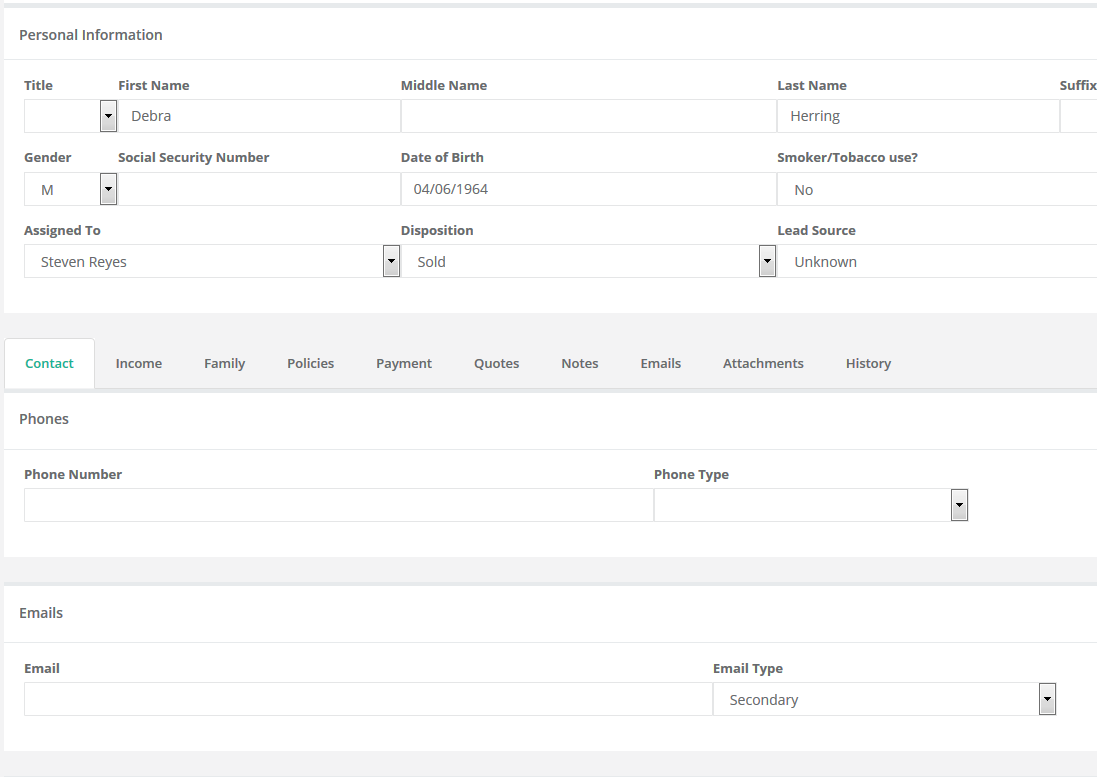 Personal Information
Title First Name Middle Name Last Name Suffix
Debra Herring
Gender Social Security Number Date of Birth Smoker/Tobacco use?
M 04/06/1964 No
Assigned To Disposition Lead Source
Steven Reyes Sold Unknown
Contact Income Family Policies Payment Quotes Notes Emails Attachments History
Phones
Phone Number Phone Type
Emails
Email Email Type
Secondary